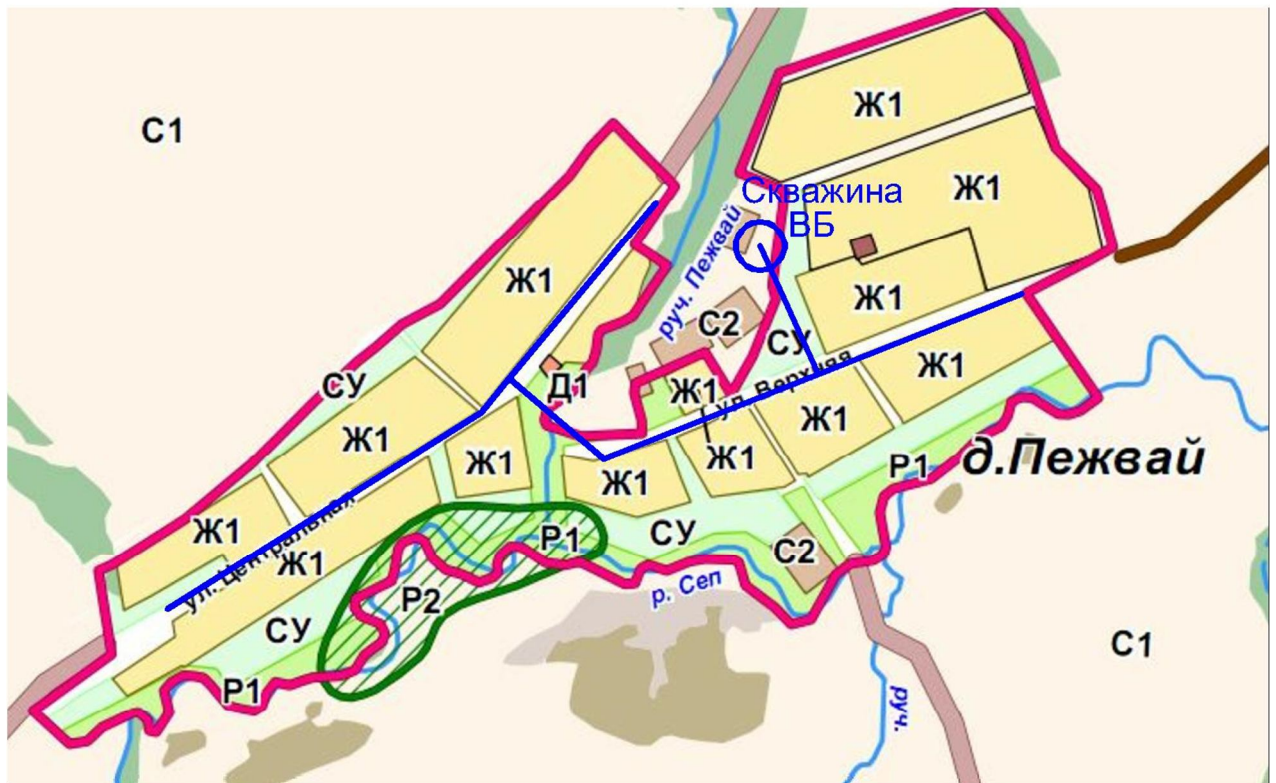 Ж1
С1
Скважина
ВБ
Ж1
руч. Пежвай
Ж1
Ж1
С2
СУ
ул. Верхняя
Ж1
СУ
Д1
Ж1
Ж1
Ж1
Ж1
Ж1
Ж1
д.Пежвай
Р1
Ж1
ул. Центральная
Ж1
Р1
СУ
С2
р. Сеп
Р2
СУ
С1
Р1
руч.